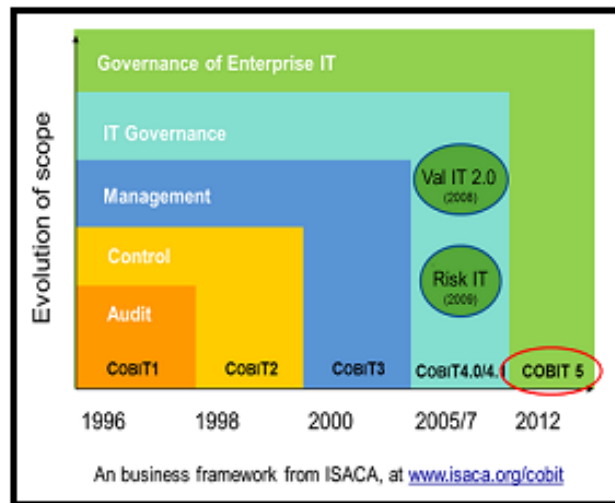 Evolution of scope
Governance of Enterprise IT
IT Governance
Val IT 2.0
(2008)
Management
Control
Risk IT
(2009)
Audit
COBIT1 COBIT2 COBIT3 COBIT4.0/4.1 COBIT 5
1996 1998 2000 2005/7 2012
An business framework from ISACA, at www.isaca.org/cobit